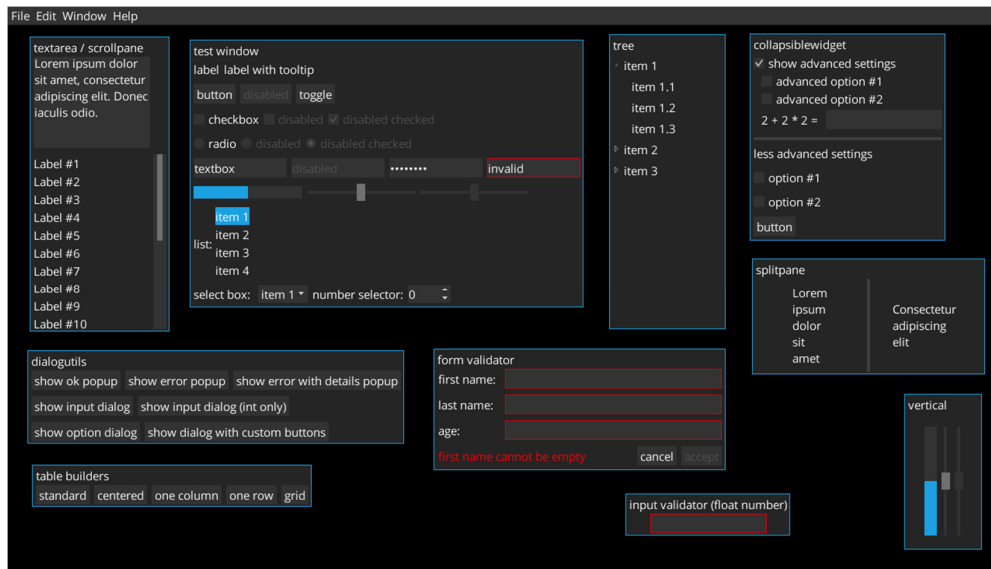 File Edit Window Help
textarea / scrollpane
Lorem ipsum dolor
sit amet, consectetur
adipiscing elit. Donec
iaculis odio.
Label #1
Label #2
Label #3
Label #4
Label #5
Label #6
Label #7
Label #8
Label #9
Label #10
test window
label label with tooltip
button disabled toggle
checkbox disabled disabled checked
radio disabled disabled checked
textbox disabled •••••••• invalid
list:
item 1
item 2
item 3
item 4
select box: item 1 number selector: 0
tree
item 1
item 1.1
item 1.2
item 1.3
item 2
item 3
collapsiblewidget
show advanced settings
advanced option #1
advanced option #2
2 + 2 * 2 =
less advanced settings
option #1
option #2
button
splitpane
Lorem
ipsum
dolor
sit
amet
Consectetur
adipiscing
elit
dialogutils
show ok popup show error popup show error with details popup
show input dialog show input dialog (int only)
show option dialog show dialog with custom buttons
form validator
first name:
last name:
age:
first name cannot be empty cancel accept
vertical
table builders
standard centered one column one row grid
input validator (float number)